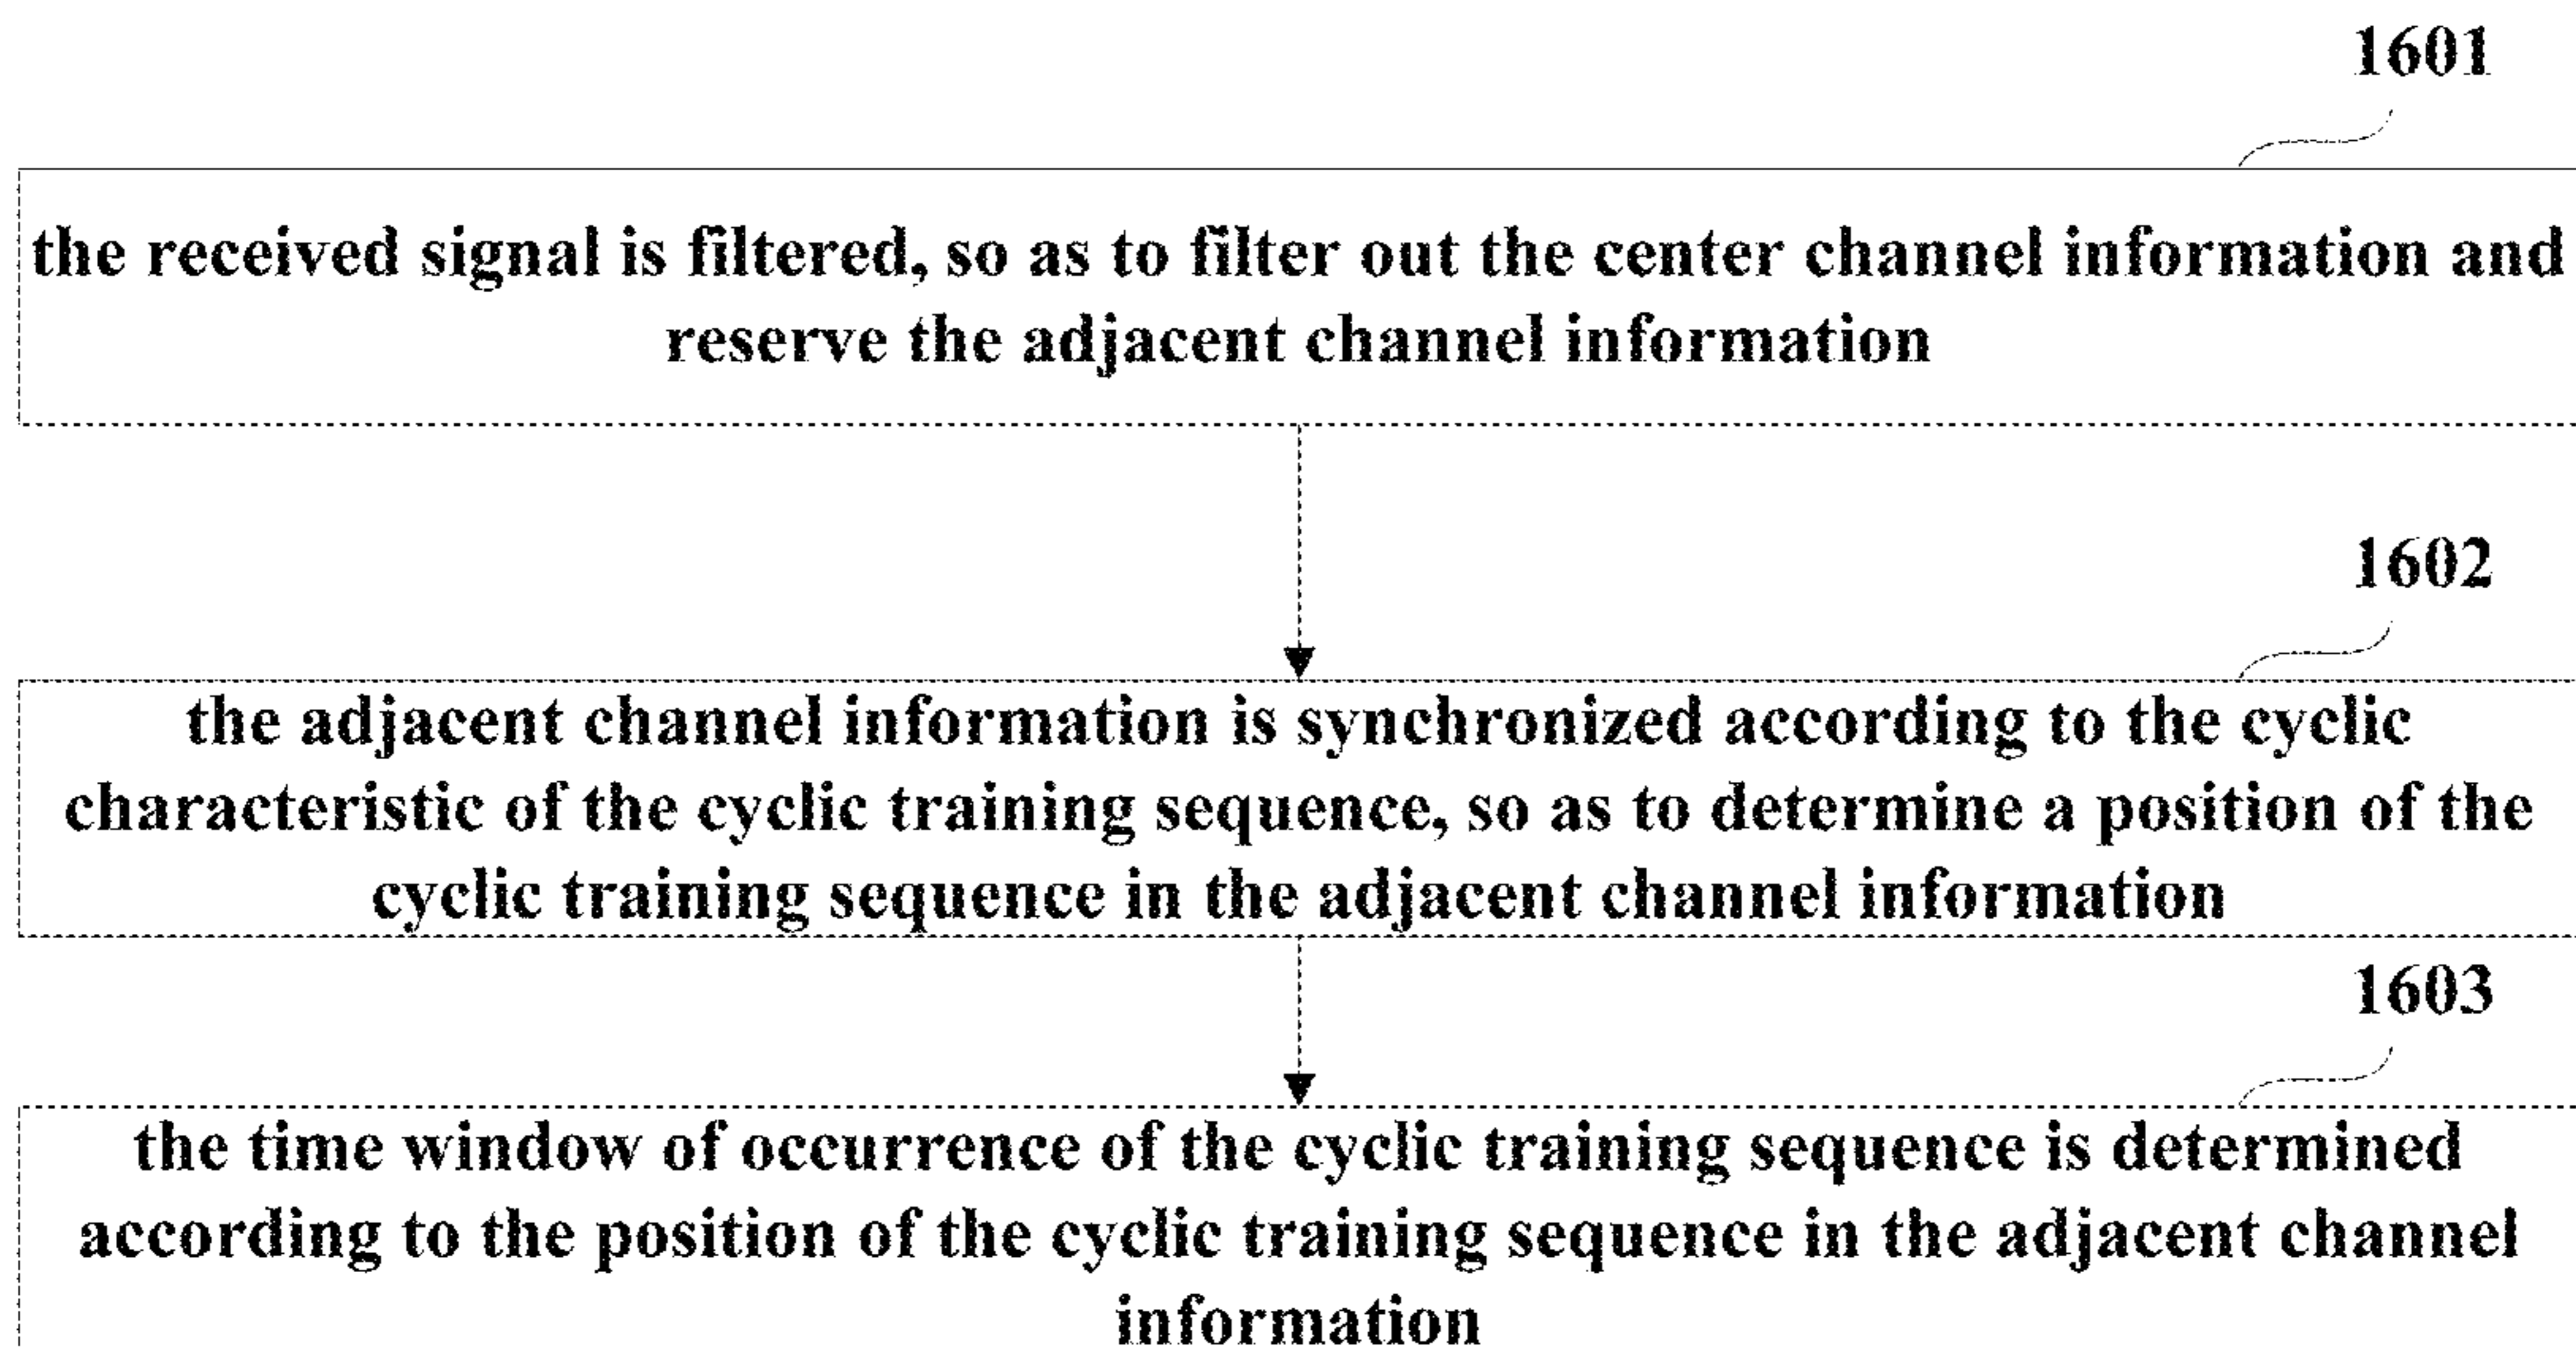 1601
the received signal is filtered, so as to filter out the center channel information and
reserve the adjacent channel information
1602
the adjacent channel information is synchronized according to the cyclic
characteristic of the cyclic training sequence, so as to determine a position of the
cyclic training sequence in the adjacent channel information
1603
the time window of occurrence of the cyclic training sequence is determined
according to the position of the cyclic training sequence in the adjacent channel
information